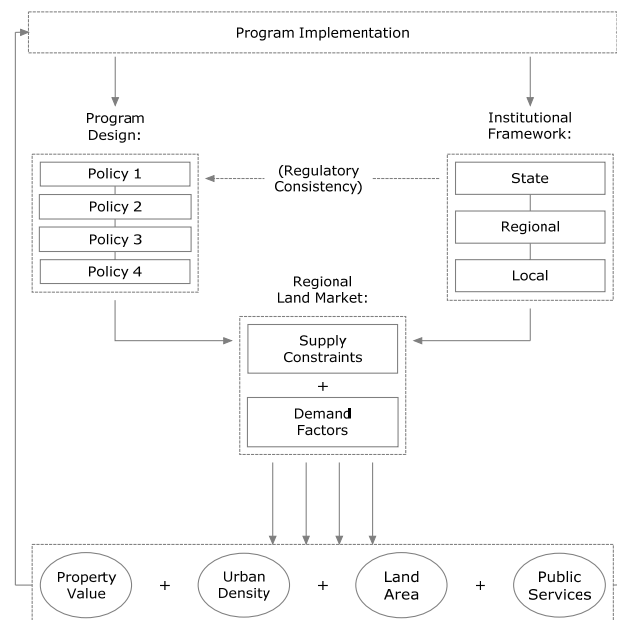 Program Implementation
Program
Design:
Institutional
Framework:
Policy 1
Policy 2
Policy 3
Policy 4
(Regulatory
Consistency)
State
Regional
Local
Regional
Land Market:
Supply
Constraints
+
Demand
Factors
Property
Value
+
Urban
Density
+
Land
Area
+
Public
Services